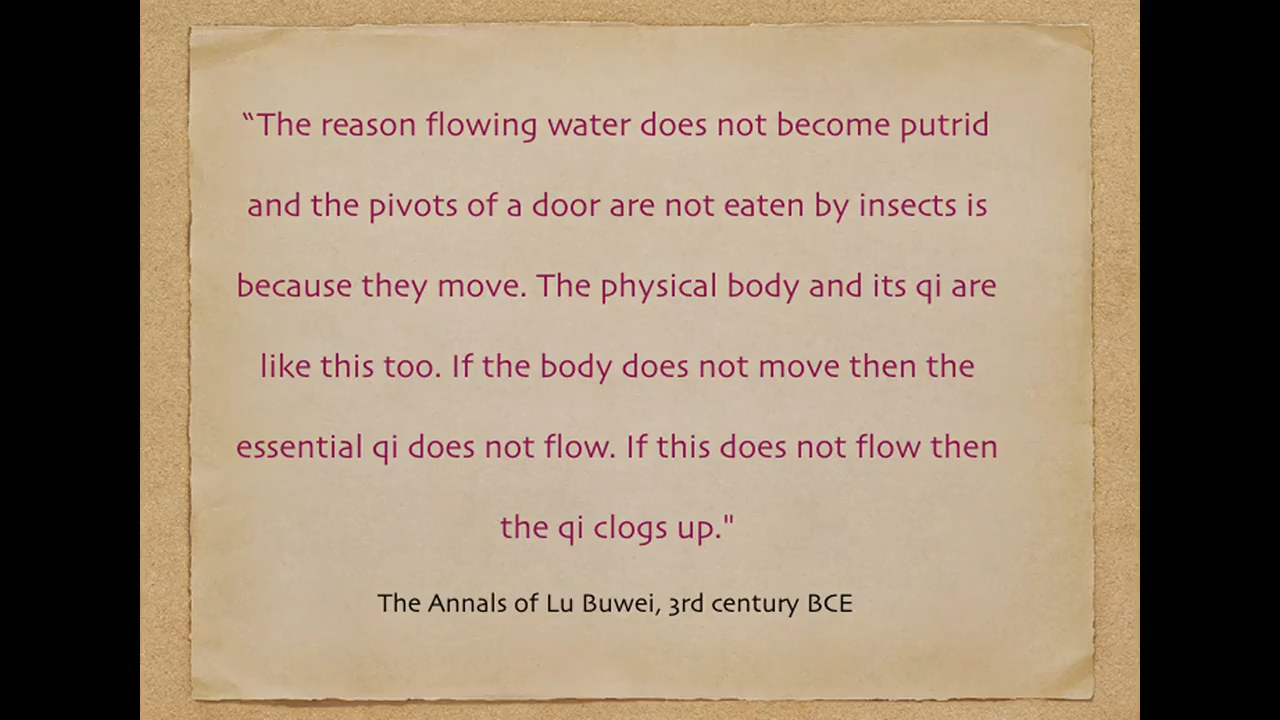 “The reason flowing water does not become putrid
and the pivots of a door are not eaten by insects is
because they move. The physical body and its qi are
like this too. If the body does not move then the
essential qi does not flow. If this does not flow then
the qi clogs up."
The Annals of Lu Buwei, 3rd century BCE